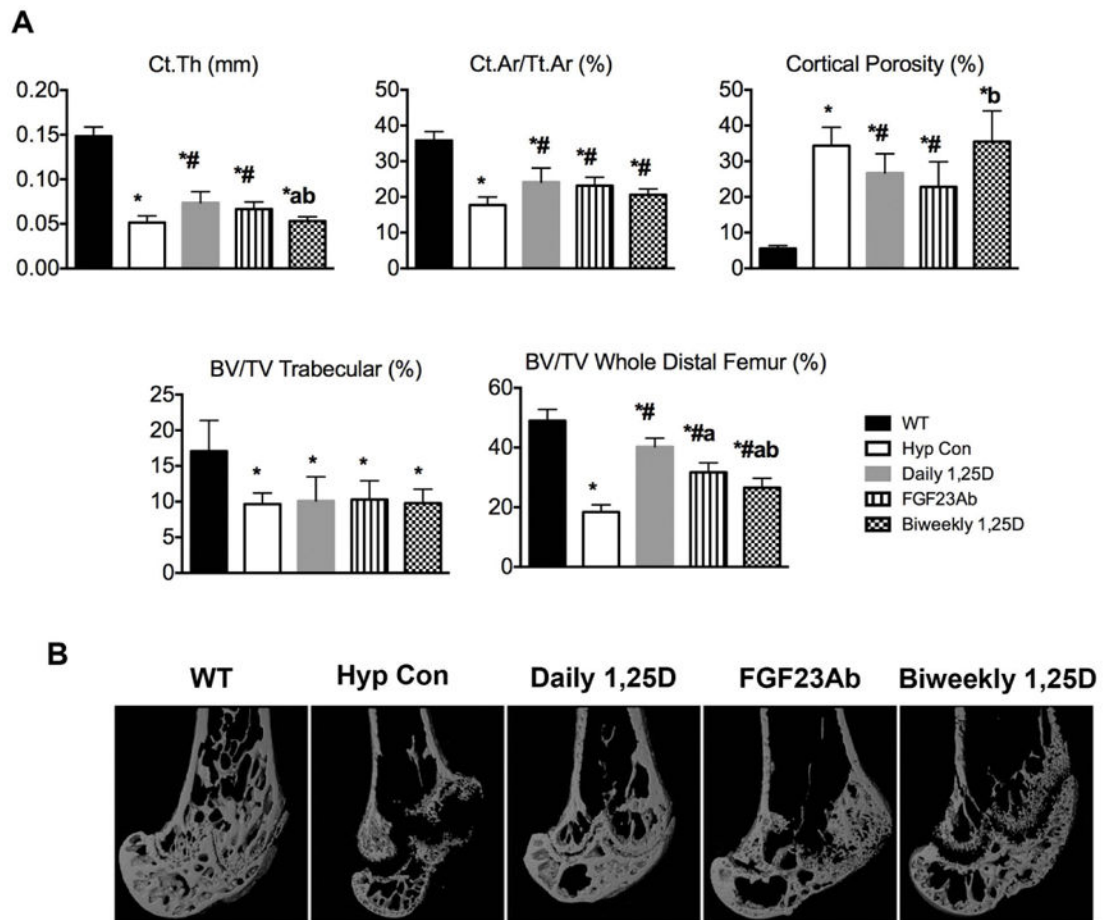 A
Ct.Th (mm)
0.20
0.15
0.10
0.05
0.00
*
*#
*#
*ab
Ct.Ar/Tt.Ar (%)
50
40
30
20
10
0
*
*#
*#
*#
Cortical Porosity (%)
50
40
30
20
10
0
*
*#
*#
*b
BV/TV Trabecular (%)
25
20
15
10
5
0
*
*
*
*
BV/TV Whole Distal Femur (%)
60
40
20
0
*
*#
*#a
*#ab
WT
Hyp Con
Daily 1,25D
FGF23Ab
Biweekly 1,25D
B
WT Hyp Con Daily 1,25D FGF23Ab Biweekly 1,25D